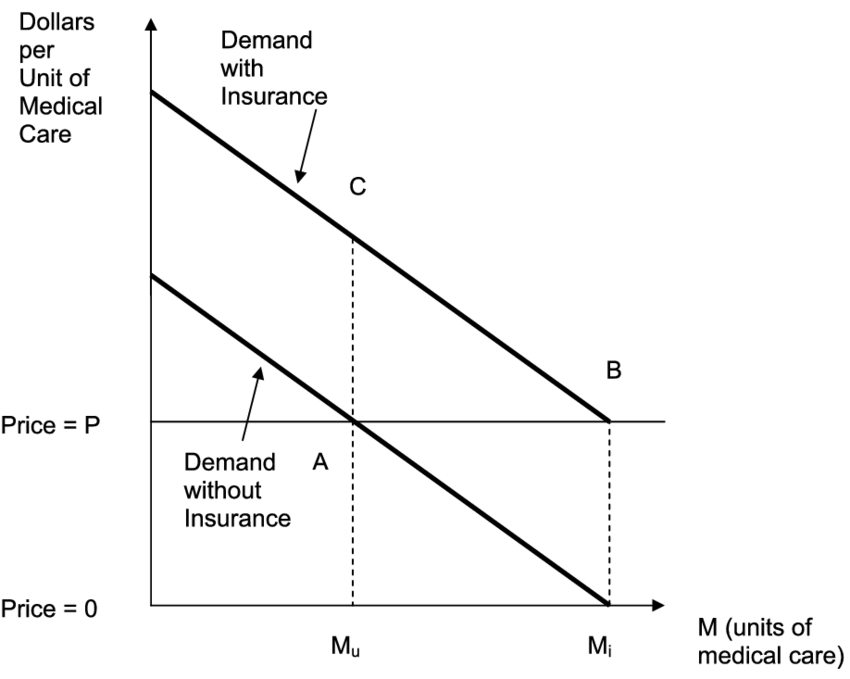 Dollars
per
Unit of
Medical
Care
Demand
with
Insurance
C
B
Price = P
Demand
without
Insurance
A
Price = 0
Mu
Mi
M (units of
medical care)